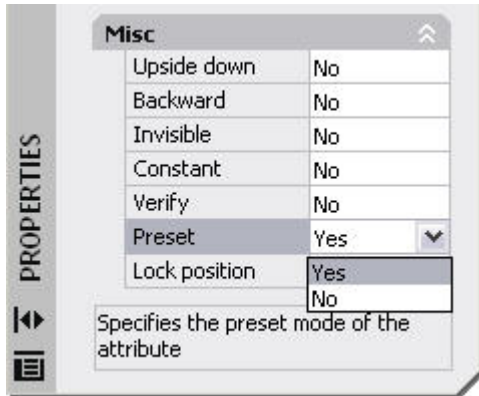 Misc
Upside down No
Backward No
Invisible No
Constant No
Verify No
Preset Yes
Lock position Yes
No
Specifies the preset mode of the
attribute
PROPERTIES